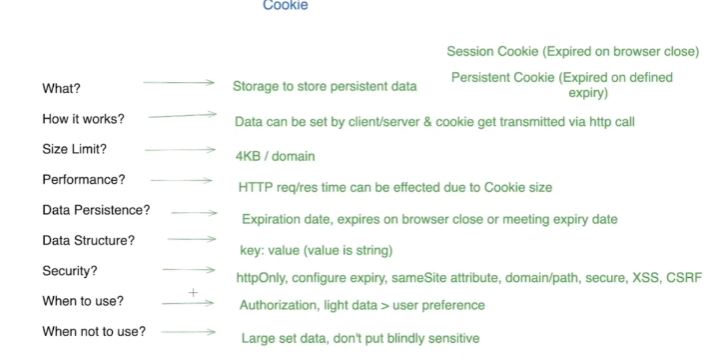 Cookie
Session Cookie (Expired on browser close)
What? Storage to store persistent data Persistent Cookie (Expired on defined
expiry)
How it works? Data can be set by client/server & cookie get transmitted via http call
Size Limit? 4KB / domain
Performance? HTTP req/res time can be effected due to Cookie size
Data Persistence? Expiration date, expires on browser close or meeting expiry date
Data Structure? key: value (value is string)
Security? httpOnly, configure expiry, sameSite attribute, domain/path, secure, XSS, CSRF
When to use? Authorization, light data > user preference
When not to use? Large set data, don't put blindly sensitive